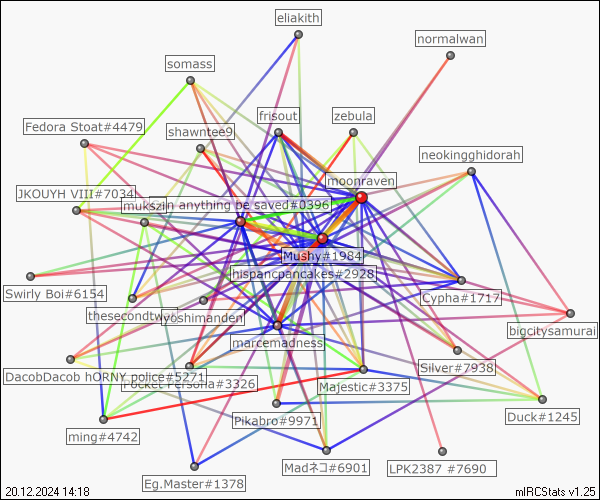 eliakith
normalwan
somass
frisout
zebula
Fedora Stoat#4479
shawntee9
neokingghidorah
moonraven
JKOUYH VIII#7034
mukszin anything be saved#0396
Mushy#1984
hispancpancakes#2928
Swirly Boi#6154
Cypha#1717
thesecondtw
yoshimanden
bigcitysamurai
marcemadness
Silver#7938
DacobDacob hORNY police#5271
Persona#3326
Majestic#3375
Duck#1245
Pikabro#9971
ming#4742
Madネコ#6901
LPK2387 #7690
Eg.Master#1378
20.12.2024 14:18
mIRCStats v1.25